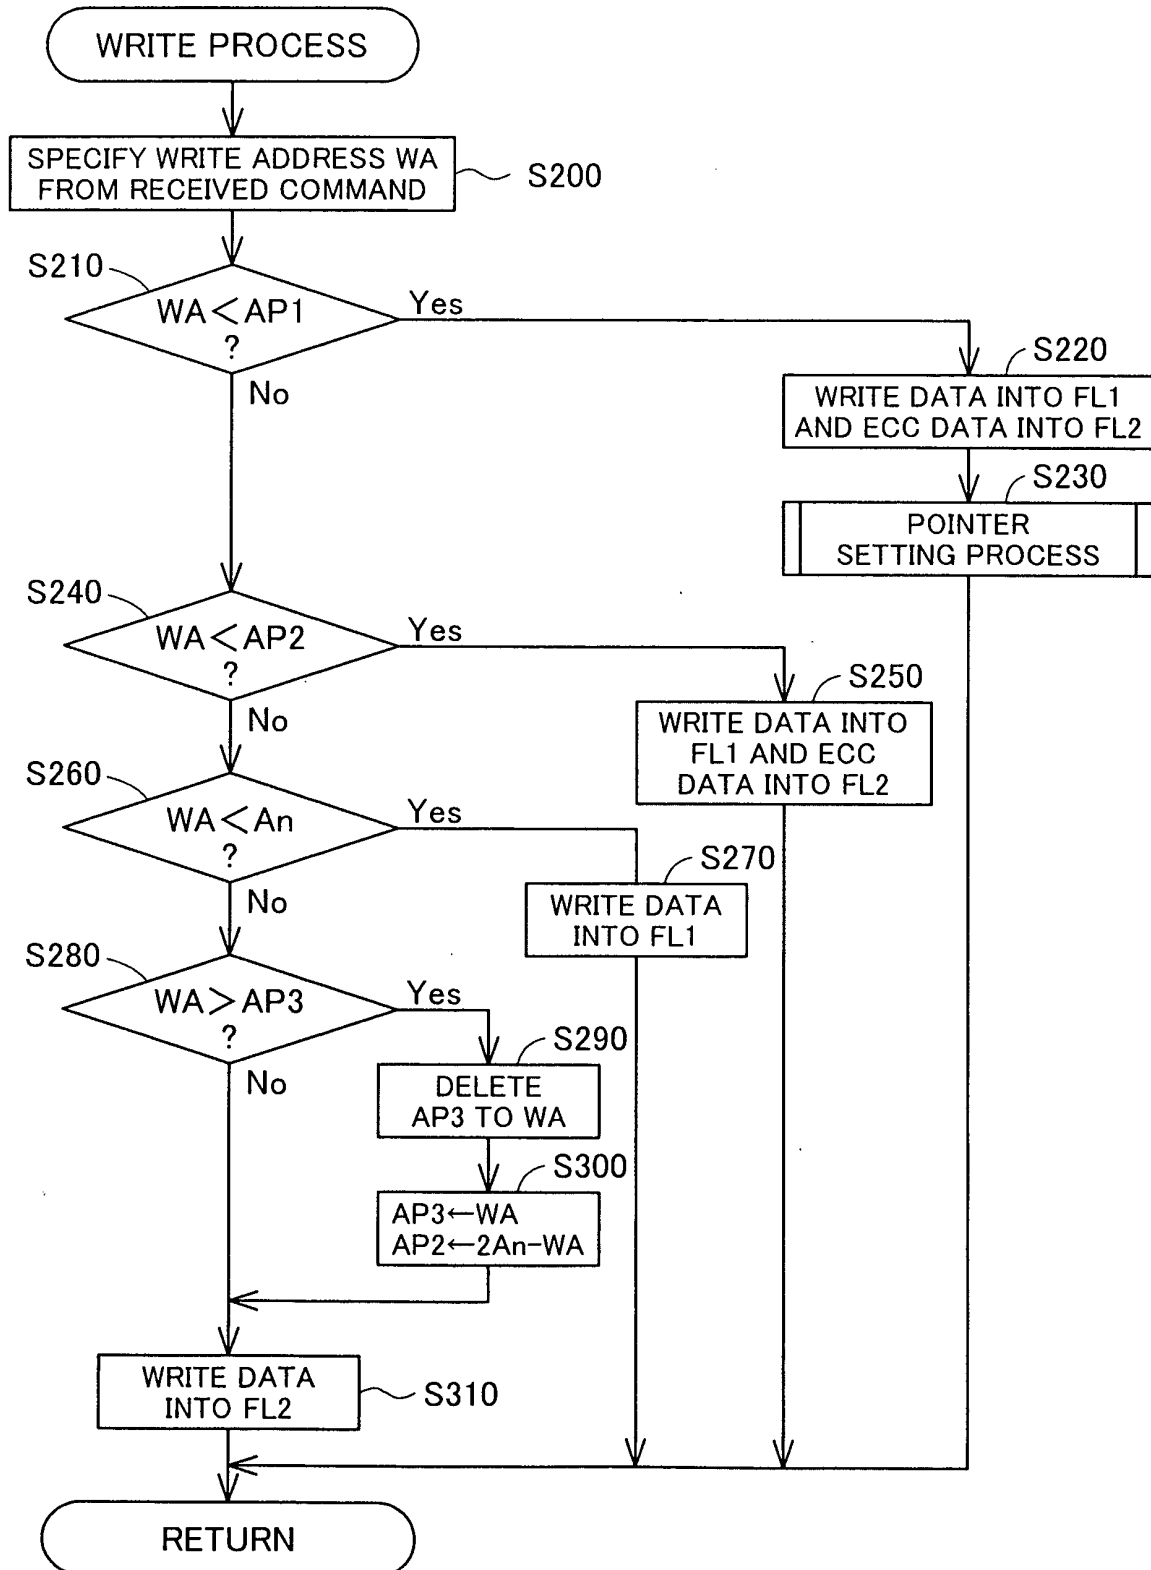 WRITE PROCESS
SPECIFY WRITE ADDRESS WA
FROM RECEIVED COMMAND
S200
S210
WA<AP1
?
Yes
No
S220
WRITE DATA INTO FL1
AND ECC DATA INTO FL2
S230
POINTER
SETTING PROCESS
S240
WA<AP2
?
Yes
No
S250
WRITE DATA INTO
FL1 AND ECC
DATA INTO FL2
S260
WA<An
?
Yes
No
S270
WRITE DATA
INTO FL1
S280
WA>AP3
?
Yes
No
S290
DELETE
AP3 TO WA
S300
AP3←WA
AP2←2An-WA
WRITE DATA
INTO FL2
S310
RETURN